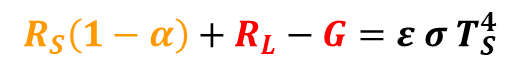 R_S(1 − α) + R_L − G = ε σ T_S^4